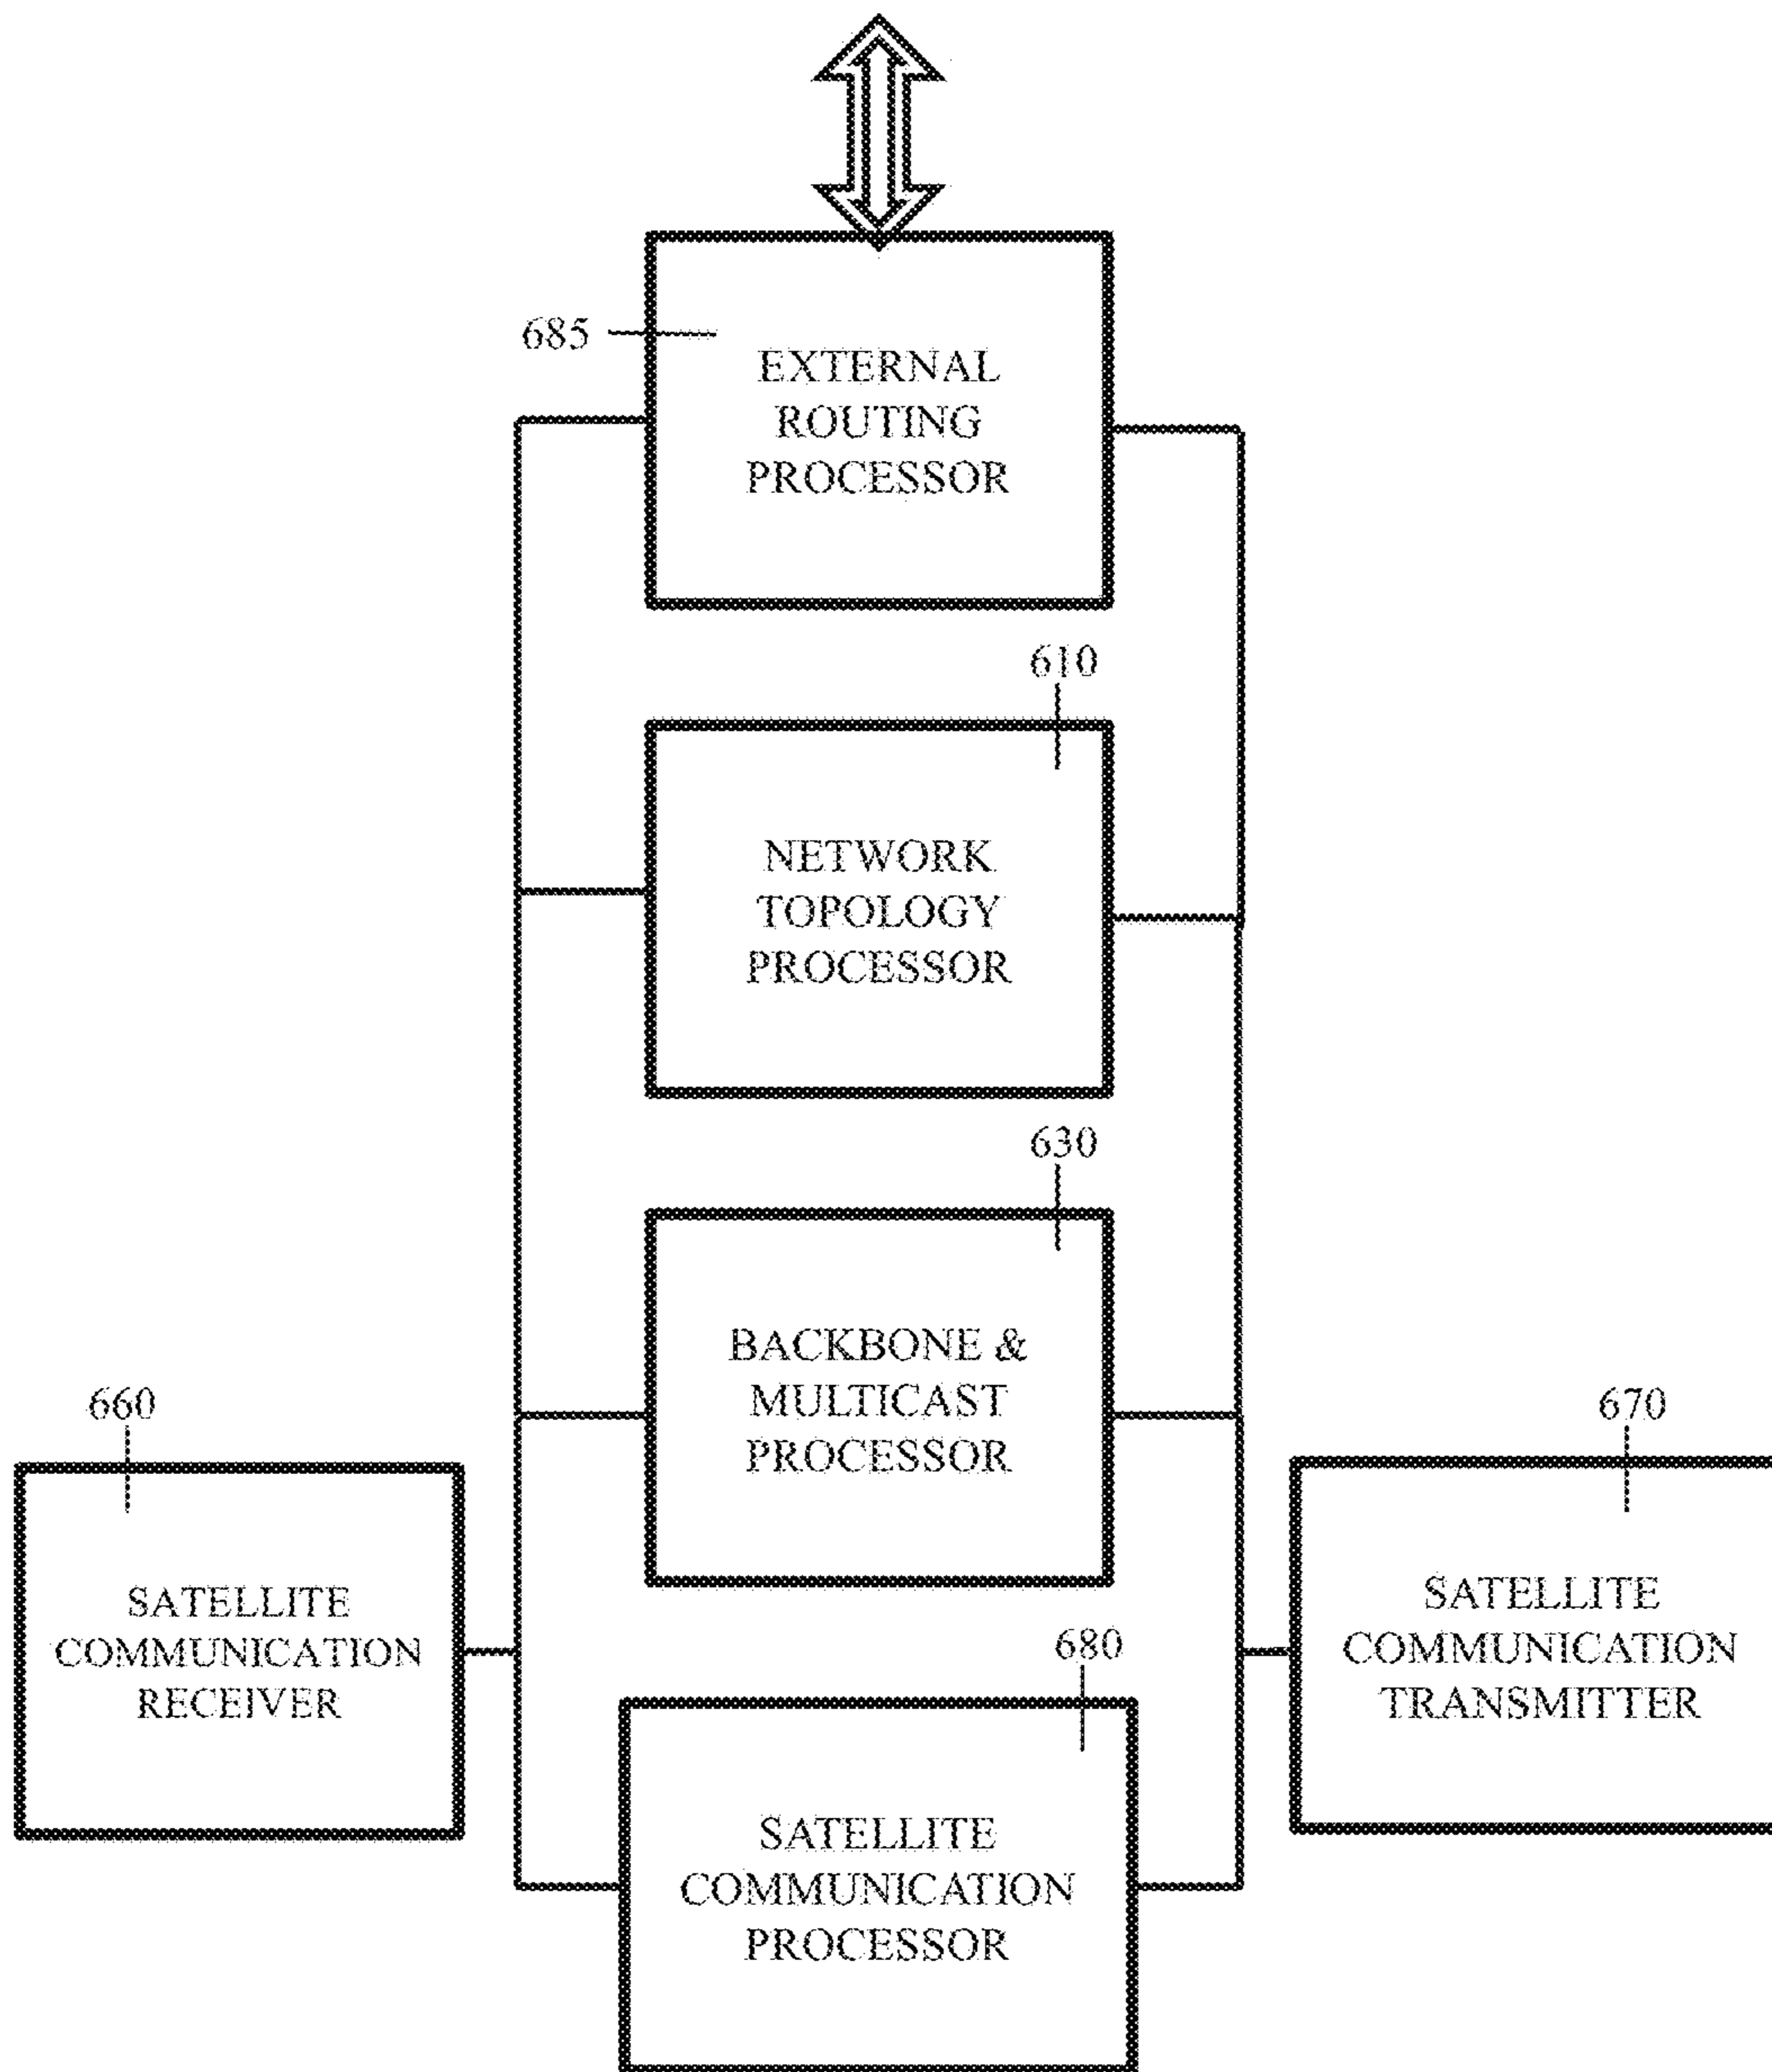 685
EXTERNAL
ROUTING
PROCESSOR
610
NETWORK
TOPOLOGY
PROCESSOR
630
BACKBONE &
MULTICAST
PROCESSOR
660
SATELLITE
COMMUNICATION
RECEIVER
670
SATELLITE
COMMUNICATION
TRANSMITTER
680
SATELLITE
COMMUNICATION
PROCESSOR